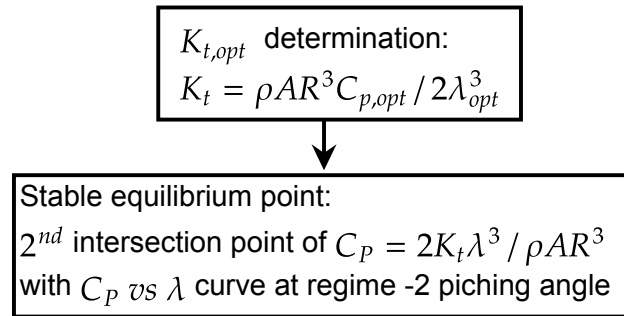 K_{t,opt} determination:
K_t = ρAR^3C_{p,opt} / 2λ^3_{opt}
Stable equilibrium point:
2^{nd} intersection point of C_P = 2K_tλ^3 / ρAR^3
with C_P vs λ curve at regime -2 piching angle